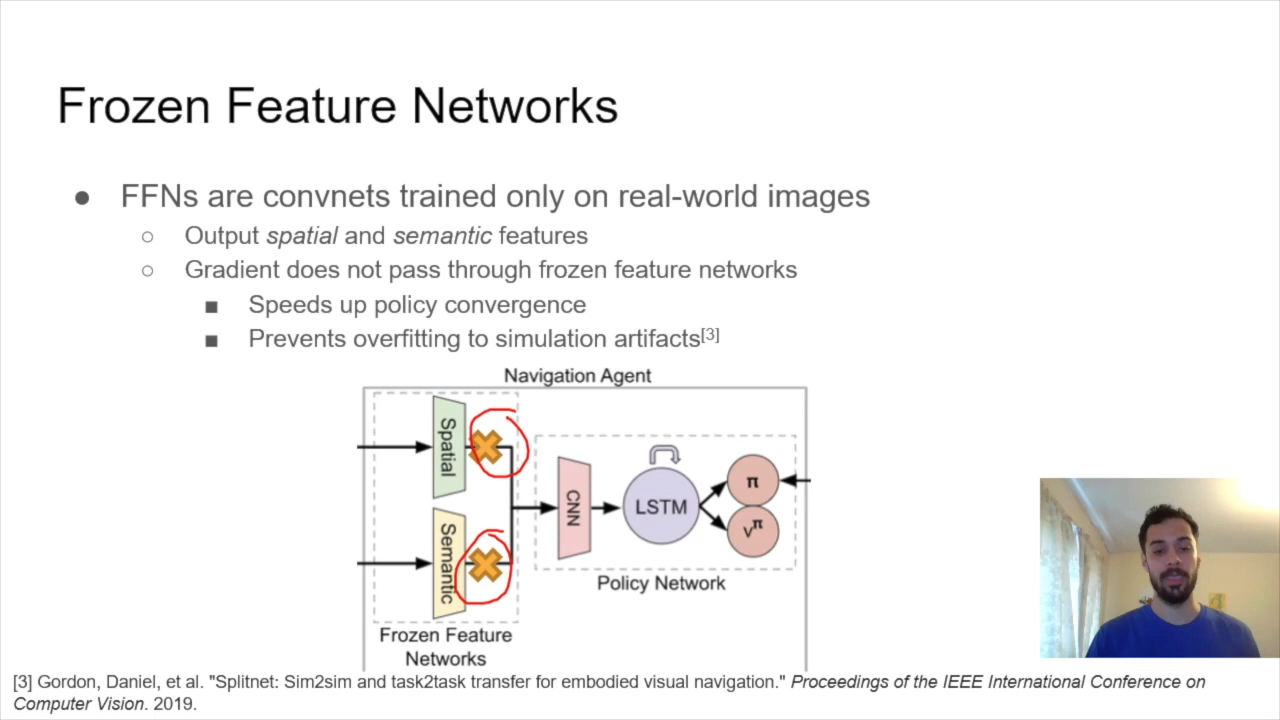 Frozen Feature Networks
● FFNs are convnets trained only on real-world images
○ Output spatial and semantic features
○ Gradient does not pass through frozen feature networks
■ Speeds up policy convergence
■ Prevents overfitting to simulation artifacts[3]
Navigation Agent
Spatial
Semantic
CNN
LSTM
π
Vπ
Policy Network
Frozen Feature
Networks
[3] Gordon, Daniel, et al. "Splitnet: Sim2sim and task2task transfer for embodied visual navigation." Proceedings of the IEEE International Conference on
Computer Vision. 2019.